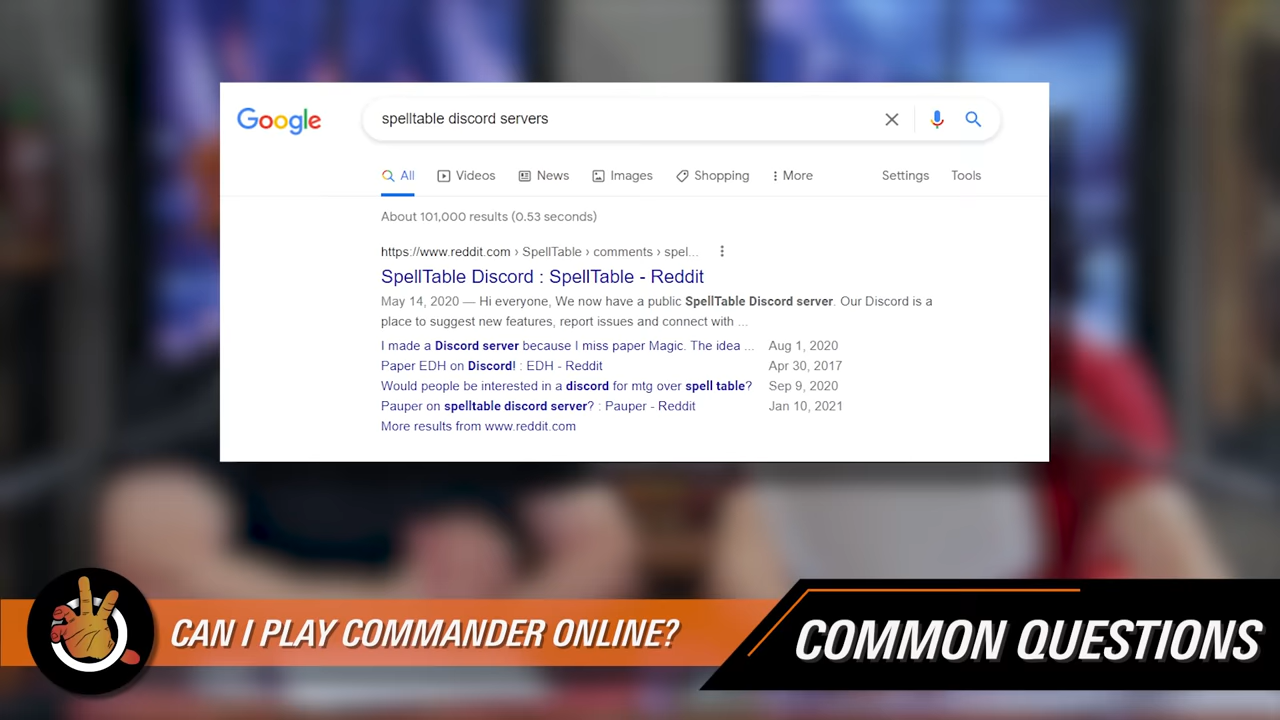 Google
spelltable discord servers
All Videos News Images Shopping More Settings Tools
About 101,000 results (0.53 seconds)
https://www.reddit.com › SpellTable › comments › spel...
SpellTable Discord : SpellTable - Reddit
May 14, 2020 — Hi everyone, We now have a public SpellTable Discord server. Our Discord is a
place to suggest new features, report issues and connect with ...
I made a Discord server because I miss paper Magic. The idea ... Aug 1, 2020
Paper EDH on Discord! : EDH - Reddit Apr 30, 2017
Would people be interested in a discord for mtg over spell table? Sep 9, 2020
Pauper on spelltable discord server? : Pauper - Reddit Jan 10, 2021
More results from www.reddit.com
CAN I PLAY COMMANDER ONLINE?
COMMON QUESTIONS